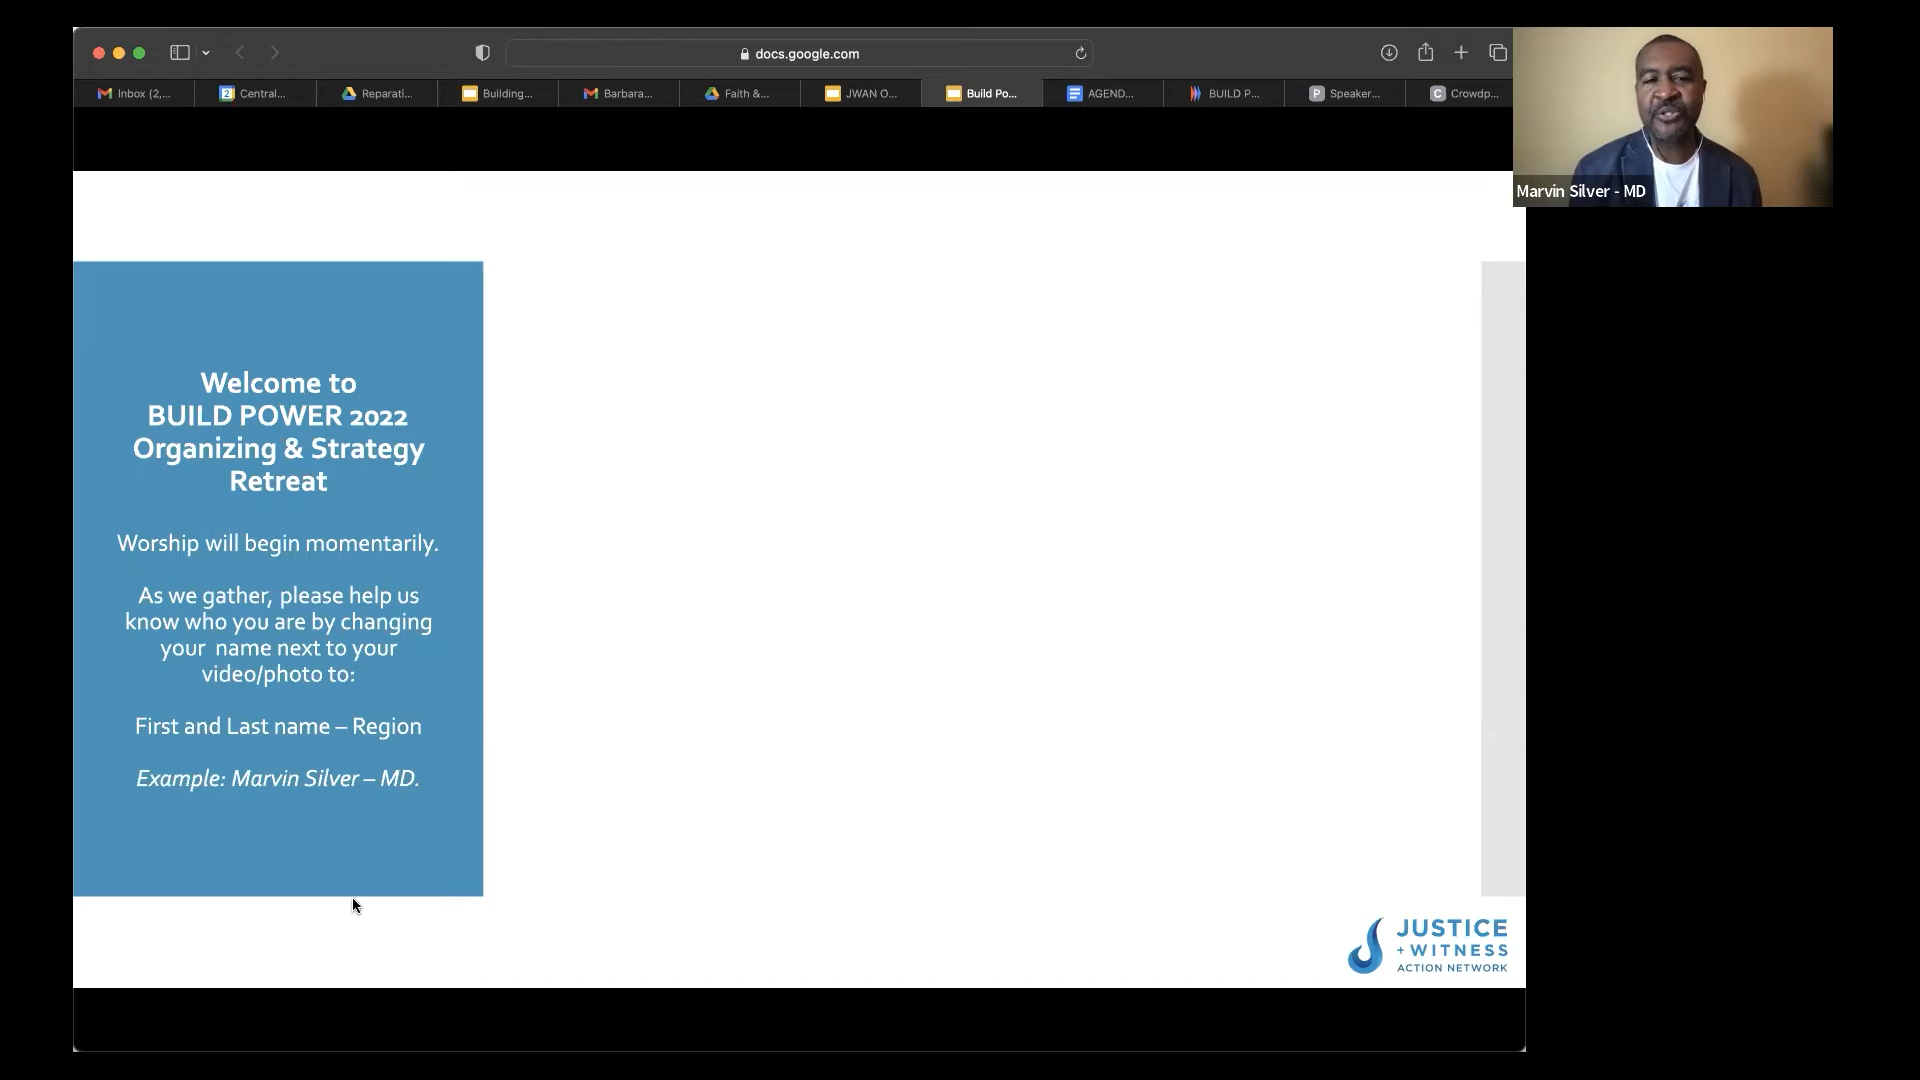 docs.google.com
Inbox (2,...
2
Central...
Reparati...
Building...
Barbara...
Faith &...
JWAN O...
Build Po...
AGEND...
BUILD P...
P
Speaker...
C
Crowdp...
Marvin Silver - MD
Welcome to
BUILD POWER 2022
Organizing & Strategy
Retreat
Worship will begin momentarily.
As we gather, please help us
know who you are by changing
your name next to your
video/photo to:
First and Last name – Region
Example: Marvin Silver – MD.
JUSTICE
+ WITNESS
ACTION NETWORK